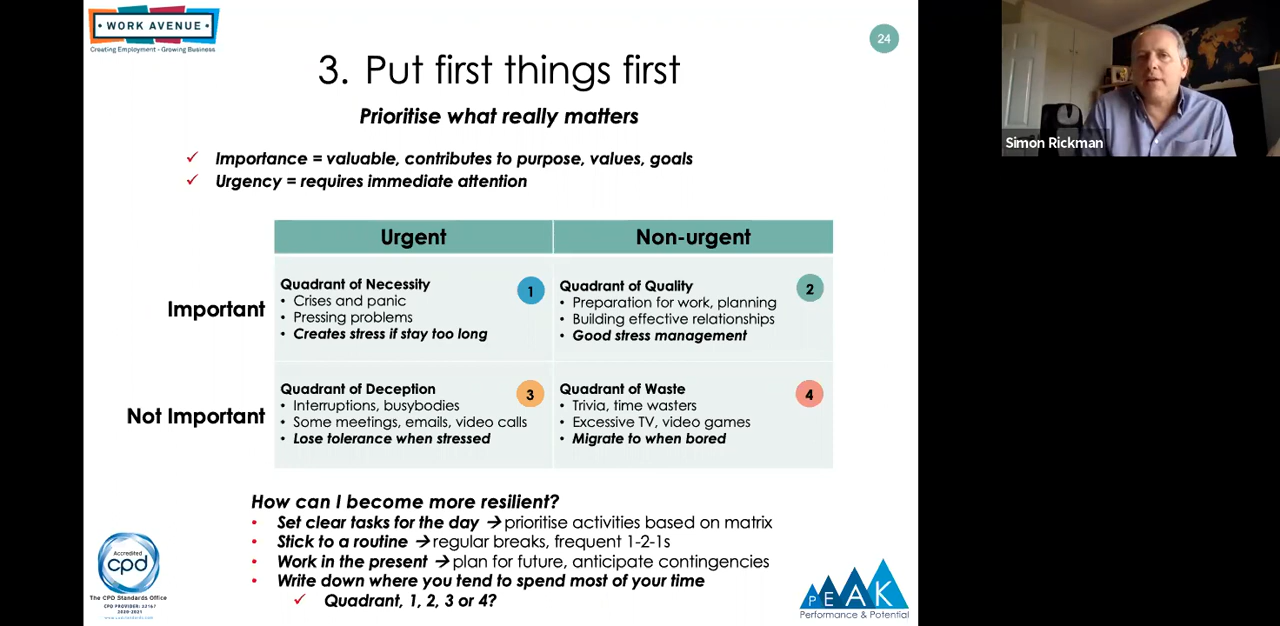 • WORK AVENUE •
Creating Employment • Growing Business
24
3. Put first things first
Prioritise what really matters
✓ Importance = valuable, contributes to purpose, values, goals
✓ Urgency = requires immediate attention
Urgent
Non-urgent
Important
Quadrant of Necessity
1
• Crises and panic
• Pressing problems
• Creates stress if stay too long
Quadrant of Quality
2
• Preparation for work, planning
• Building effective relationships
• Good stress management
Not Important
Quadrant of Deception
3
• Interruptions, busybodies
• Some meetings, emails, video calls
• Lose tolerance when stressed
Quadrant of Waste
4
• Trivia, time wasters
• Excessive TV, video games
• Migrate to when bored
How can I become more resilient?
• Set clear tasks for the day → prioritise activities based on matrix
• Stick to a routine → regular breaks, frequent 1-2-1s
• Work in the present → plan for future, anticipate contingencies
• Write down where you tend to spend most of your time
✓ Quadrant, 1, 2, 3 or 4?
Accredited
cpd
The CPD Standards Office
CPD PROVIDER: 22167
2020-2021
www.cpdstandards.com
PEAK
Performance & Potential
Simon Rickman